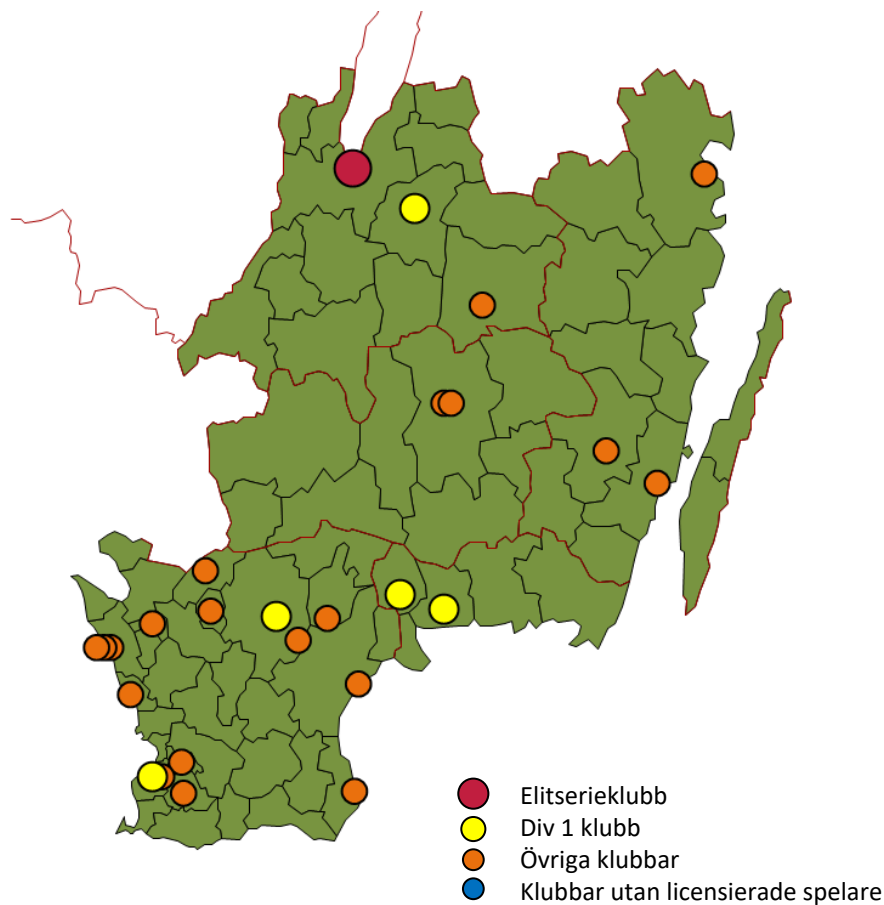 Elitserieklubb
Div 1 klubb
Övriga klubbar
Klubbar utan licensierade spelare